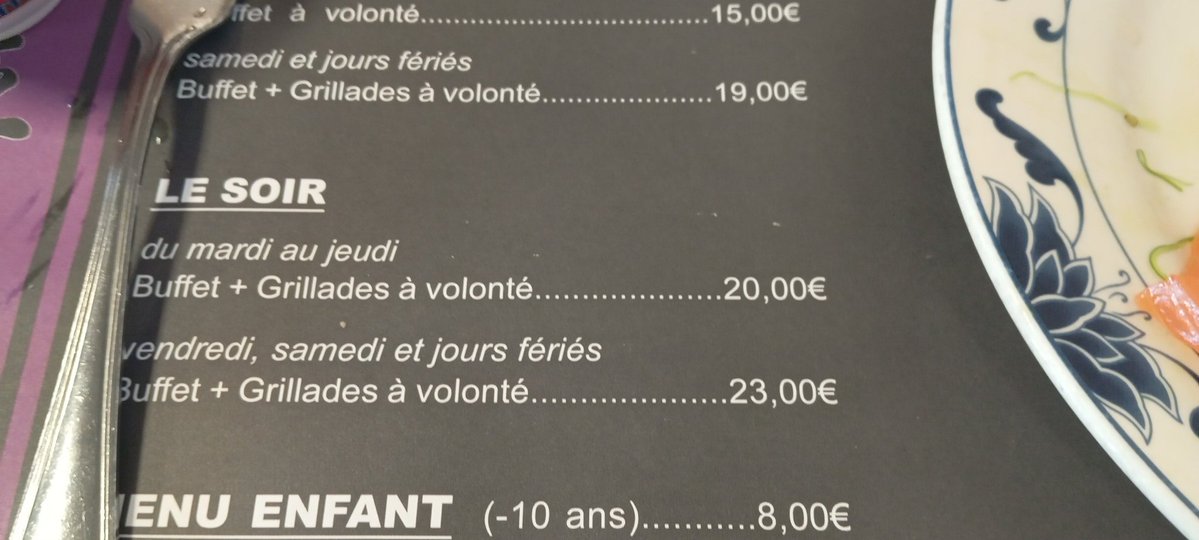 à volonté..............................................15,00€
samedi et jours fériés
Buffet + Grillades à volonté.....................19,00€
LE SOIR
du mardi au jeudi
Buffet + Grillades à volonté...................20,00€
vendredi, samedi et jours fériés
Buffet + Grillades à volonté....................23,00€
MENU ENFANT (-10 ans)...........8,00€